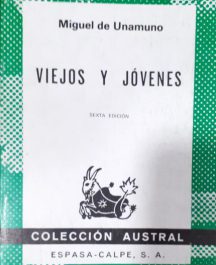 Miguel de Unamuno
VIEJOS Y JÓVENES
SEXTA EDICIÓN
COLECCIÓN AUSTRAL
ESPASA-CALPE, S. A.